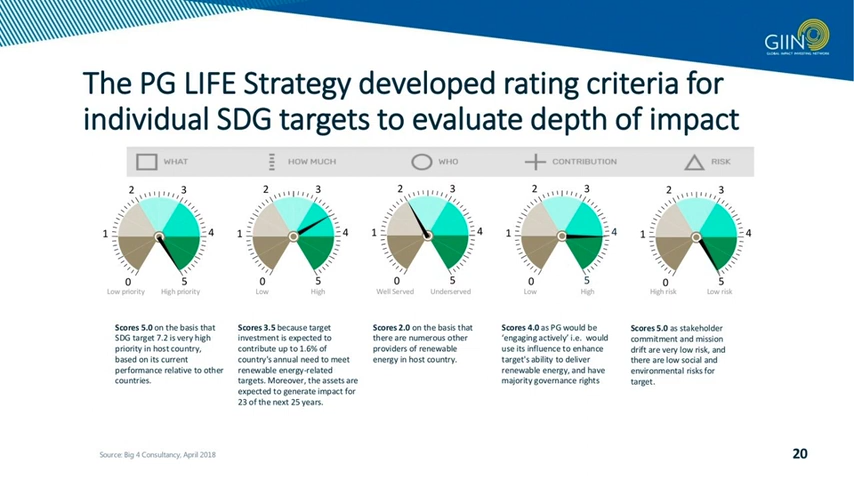 GIIN
GLOBAL IMPACT INVESTING NETWORK
The PG LIFE Strategy developed rating criteria for
individual SDG targets to evaluate depth of impact
WHAT
HOW MUCH
WHO
CONTRIBUTION
RISK
0 1 2 3 4 5
Low priority High priority
0 1 2 3 4 5
Low High
0 1 2 3 4 5
Well Served Underserved
0 1 2 3 4 5
Low High
0 1 2 3 4 5
High risk Low risk
Scores 5.0 on the basis that
SDG target 7.2 is very high
priority in host country,
based on its current
performance relative to other
countries.
Scores 3.5 because target
investment is expected to
contribute up to 1.6% of
country's annual need to meet
renewable energy-related
targets. Moreover, the assets are
expected to generate impact for
23 of the next 25 years.
Scores 2.0 on the basis that
there are numerous other
providers of renewable
energy in host country.
Scores 4.0 as PG would be
'engaging actively' i.e. would
use its influence to enhance
target's ability to deliver
renewable energy, and have
majority governance rights
Scores 5.0 as stakeholder
commitment and mission
drift are very low risk, and
there are low social and
environmental risks for
target.
Source: Big 4 Consultancy, April 2018
20